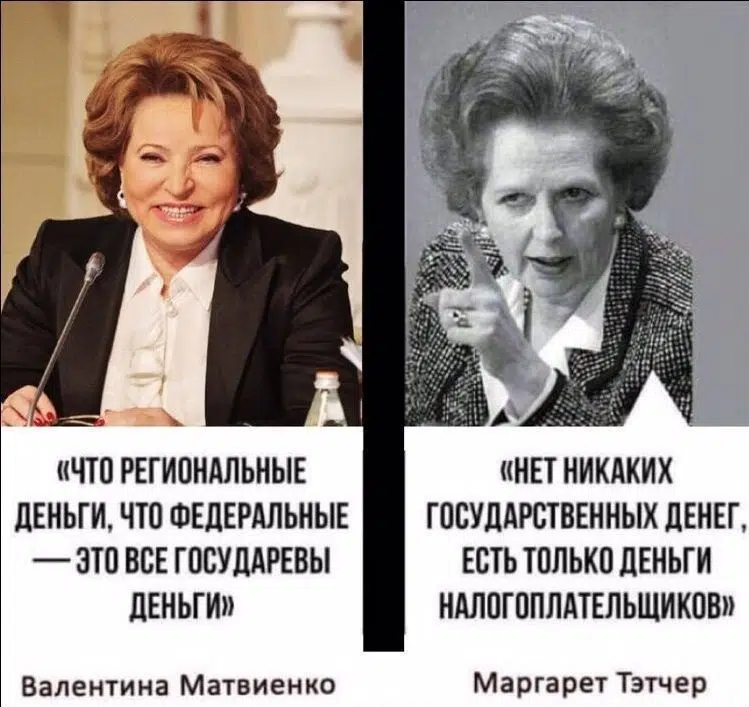 «ЧТО РЕГИОНАЛЬНЫЕ
ДЕНЬГИ, ЧТО ФЕДЕРАЛЬНЫЕ
— ЭТО ВСЕ ГОСУДАРЕВЫ
ДЕНЬГИ»
Валентина Матвиенко
«НЕТ НИКАКИХ
ГОСУДАРСТВЕННЫХ ДЕНЕГ,
ЕСТЬ ТОЛЬКО ДЕНЬГИ
НАЛОГОПЛАТЕЛЬЩИКОВ»
Маргарет Тэтчер